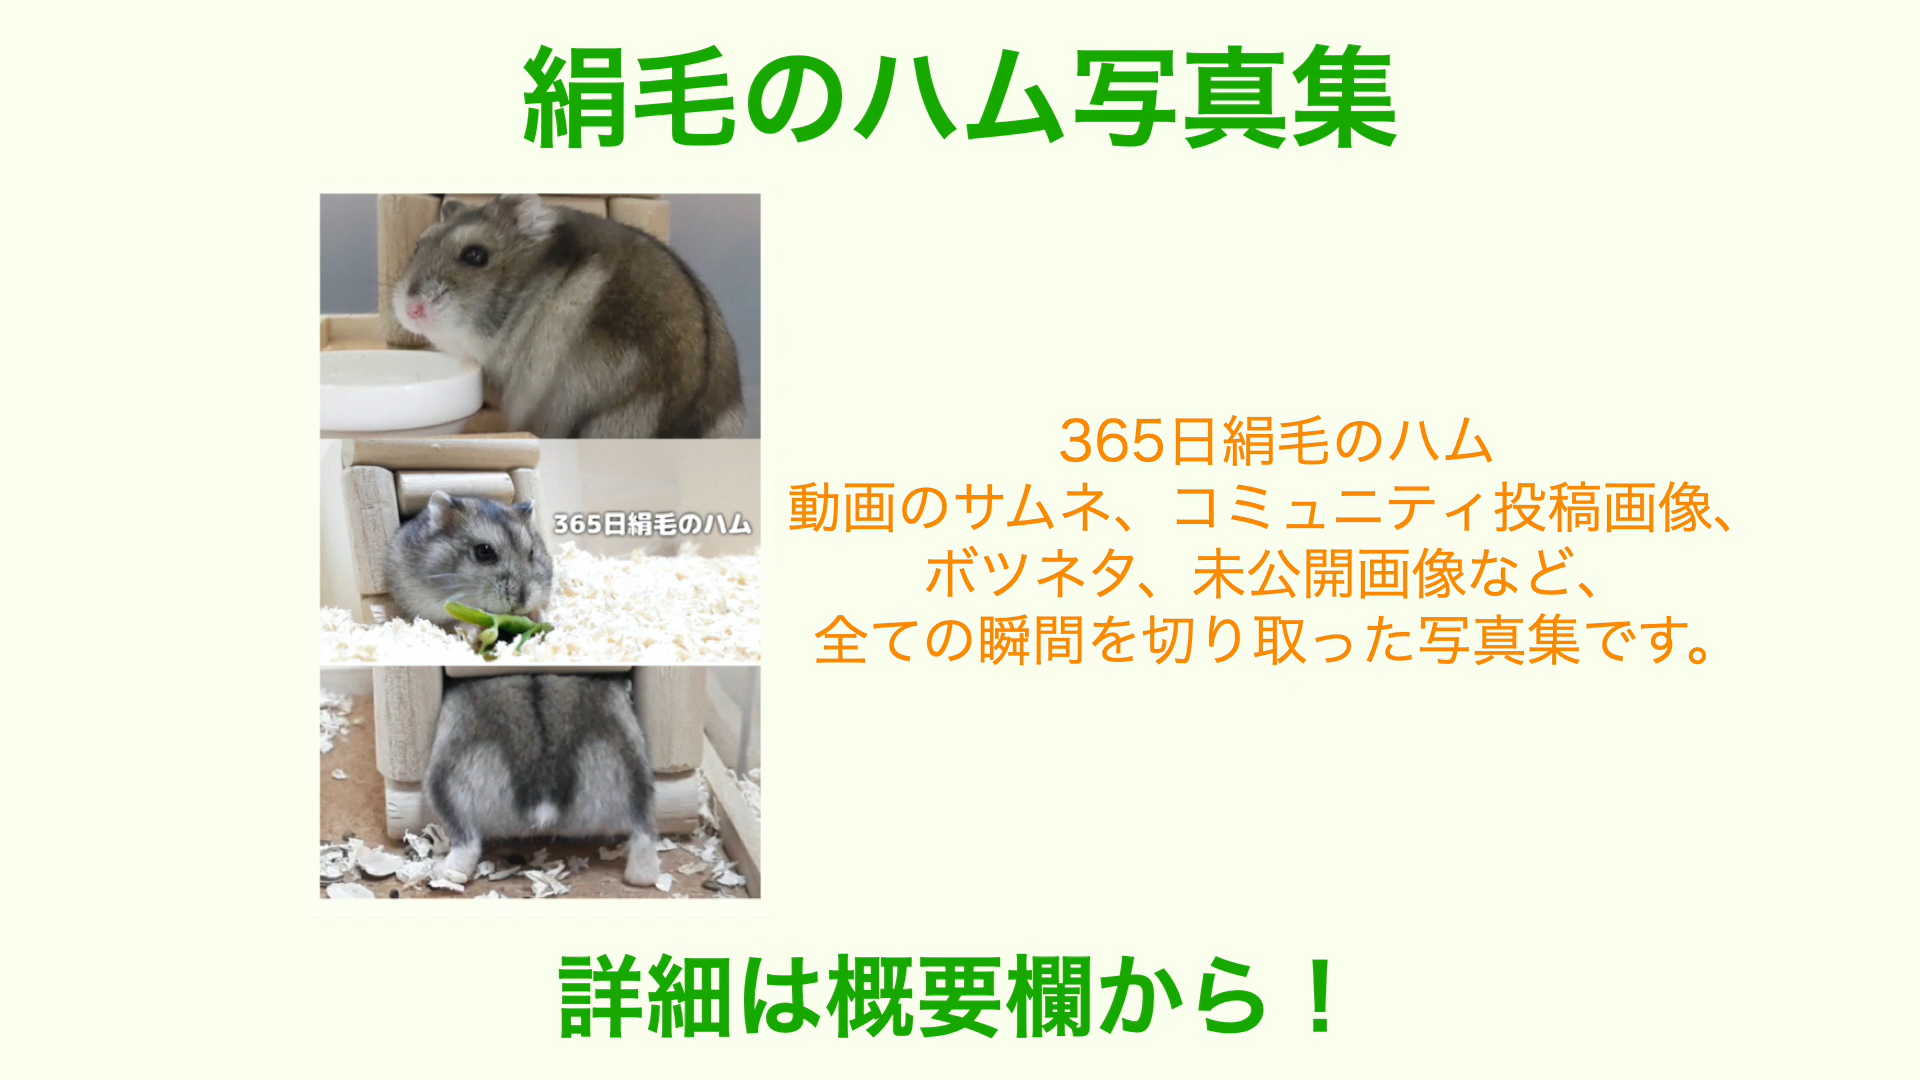 絹毛のハム写真集
365日絹毛のハム
365日絹毛のハム
動画のサムネ、コミュニティ投稿画像、
ボツネタ、未公開画像など、
全ての瞬間を切り取った写真集です。
詳細は概要欄から！